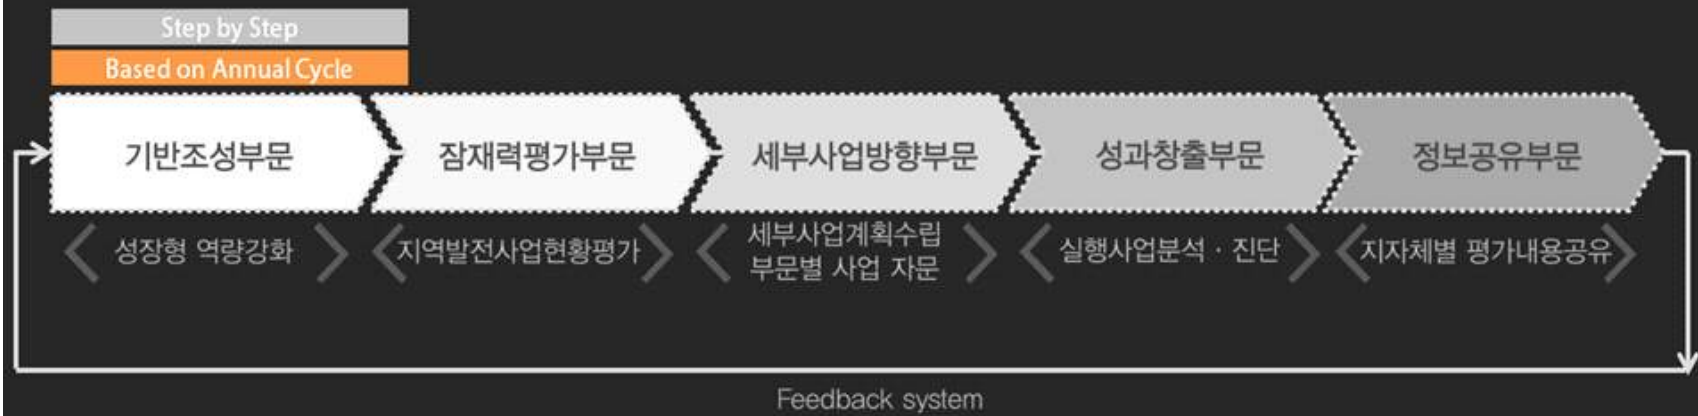 Step by Step
Based on Annual Cycle
기반조성부문
잠재력평가부문
세부사업방향부문
성과창출부문
정보공유부문
성장형 역량강화
지역발전사업현황평가
세부사업계획수립
부문별 사업 자문
실행사업분석 · 진단
지자체별 평가내용공유
Feedback system